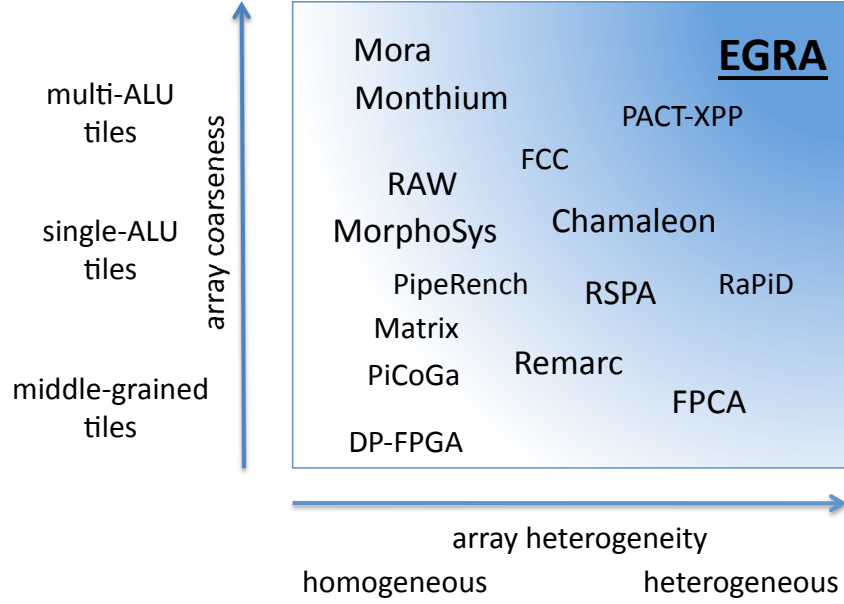 Mora
EGRA
multi-ALU
tiles
Monthium
PACT-XPP
FCC
RAW
array coarseness
single-ALU
tiles
MorphoSys
Chamaleon
PipeRench
RSPA
RaPiD
Matrix
Remarc
PiCoGa
middle-grained
tiles
FPCA
DP-FPGA
array heterogeneity
homogeneous
heterogeneous